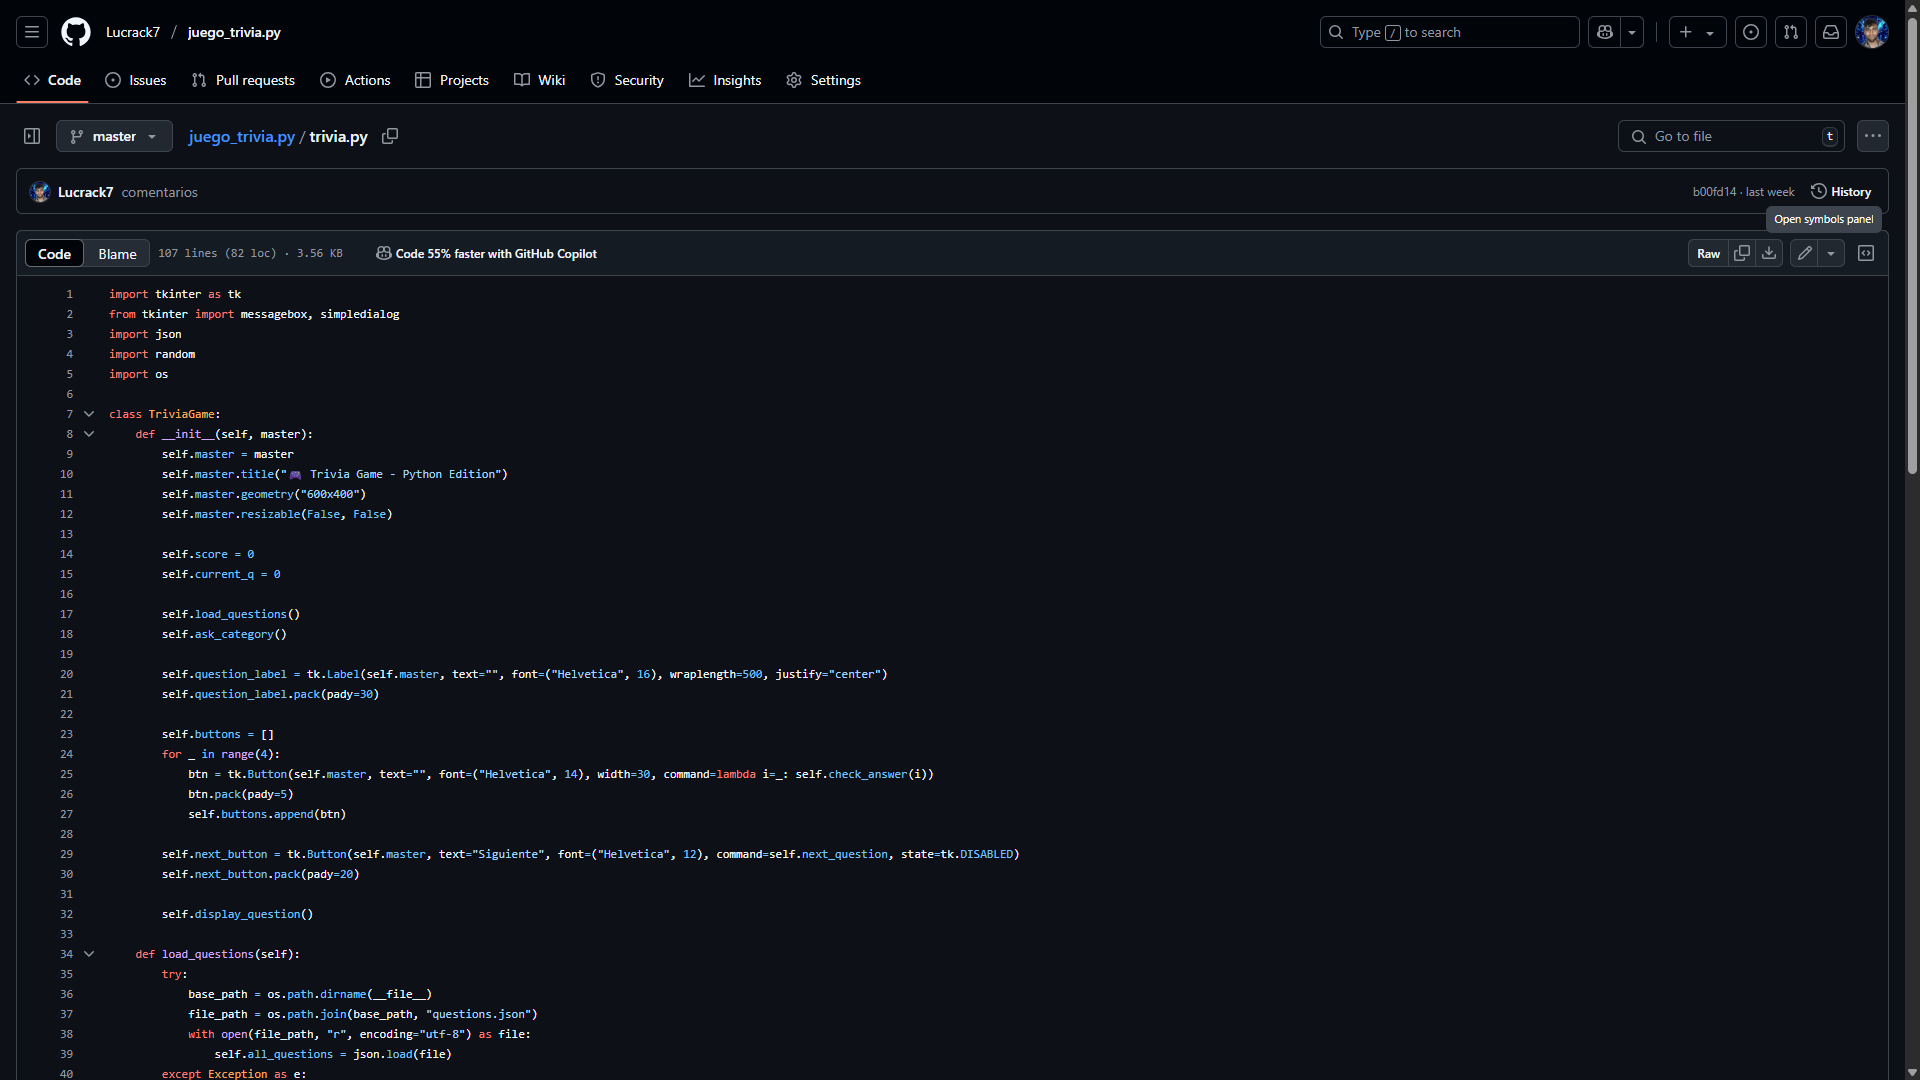 Lucrack7 / juego_trivia.py
Type / to search
Code Issues Pull requests Actions Projects Wiki Security Insights Settings
master juego_trivia.py / trivia.py
Go to file t
Lucrack7 comentarios
b00fd14 · last week History
Open symbols panel
Code Blame 107 lines (82 loc) · 3.56 KB Code 55% faster with GitHub Copilot Raw
1 import tkinter as tk
2 from tkinter import messagebox, simpledialog
3 import json
4 import random
5 import os
6
7 class TriviaGame:
8     def __init__(self, master):
9         self.master = master
10         self.master.title("🎮 Trivia Game - Python Edition")
11         self.master.geometry("600x400")
12         self.master.resizable(False, False)
13
14         self.score = 0
15         self.current_q = 0
16
17         self.load_questions()
18         self.ask_category()
19
20         self.question_label = tk.Label(self.master, text="", font=("Helvetica", 16), wraplength=500, justify="center")
21         self.question_label.pack(pady=30)
22
23         self.buttons = []
24         for _ in range(4):
25             btn = tk.Button(self.master, text="", font=("Helvetica", 14), width=30, command=lambda i=_: self.check_answer(i))
26             btn.pack(pady=5)
27             self.buttons.append(btn)
28
29         self.next_button = tk.Button(self.master, text="Siguiente", font=("Helvetica", 12), command=self.next_question, state=tk.DISABLED)
30         self.next_button.pack(pady=20)
31
32         self.display_question()
33
34     def load_questions(self):
35         try:
36             base_path = os.path.dirname(__file__)
37             file_path = os.path.join(base_path, "questions.json")
38             with open(file_path, "r", encoding="utf-8") as file:
39                 self.all_questions = json.load(file)
40         except Exception as e: